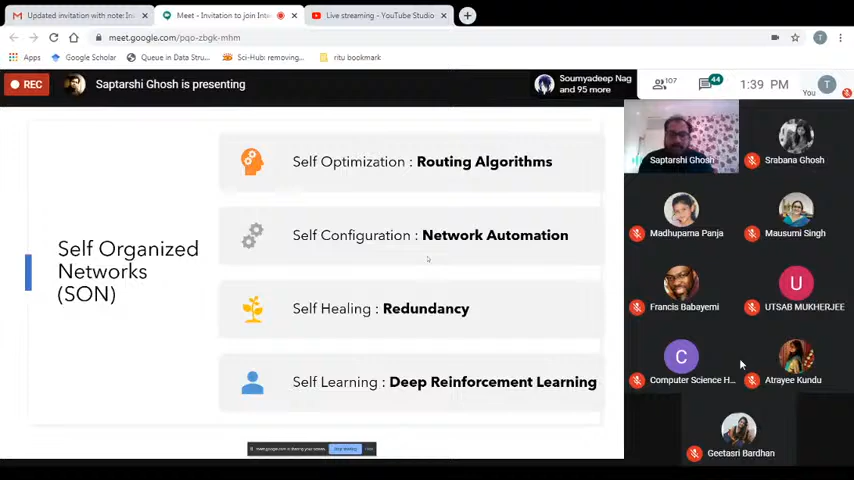 Updated invitation with note: In
Meet - Invitation to join Inte
Live streaming - YouTube Studio
meet.google.com/pqo-zbgk-mhm
T
Apps
Google Scholar
Queue in Data Stru...
Sci-Hub: removing...
ritu bookmark
REC
Saptarshi Ghosh is presenting
Soumyadeep Nag
and 95 more
107
44
1:39 PM
You
T
Self Organized
Networks
(SON)
Self Optimization : Routing Algorithms
Self Configuration : Network Automation
Self Healing : Redundancy
Self Learning : Deep Reinforcement Learning
Saptarshi Ghosh
Srabana Ghosh
Madhuparna Panja
Mausumi Singh
Francis Babayemi
U
UTSAB MUKHERJEE
C
Computer Science H...
Atrayee Kundu
Geetasri Bardhan